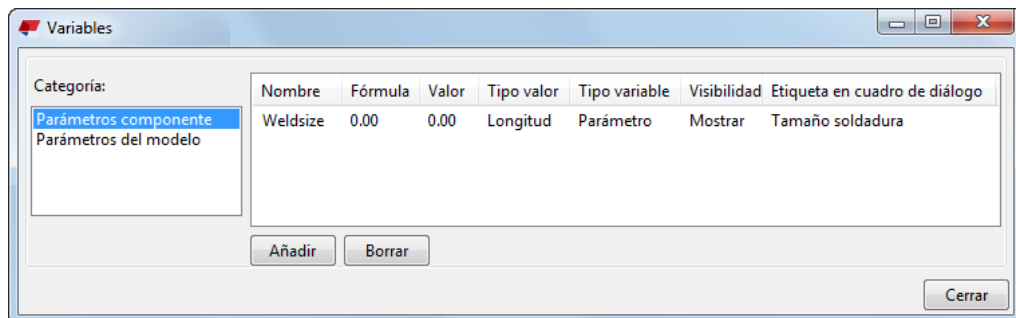 Variables
Categoría:
Parámetros componente
Parámetros del modelo
Nombre Fórmula Valor Tipo valor Tipo variable Visibilidad Etiqueta en cuadro de diálogo
Weldsize 0.00 0.00 Longitud Parámetro Mostrar Tamaño soldadura
Añadir Borrar
Cerrar